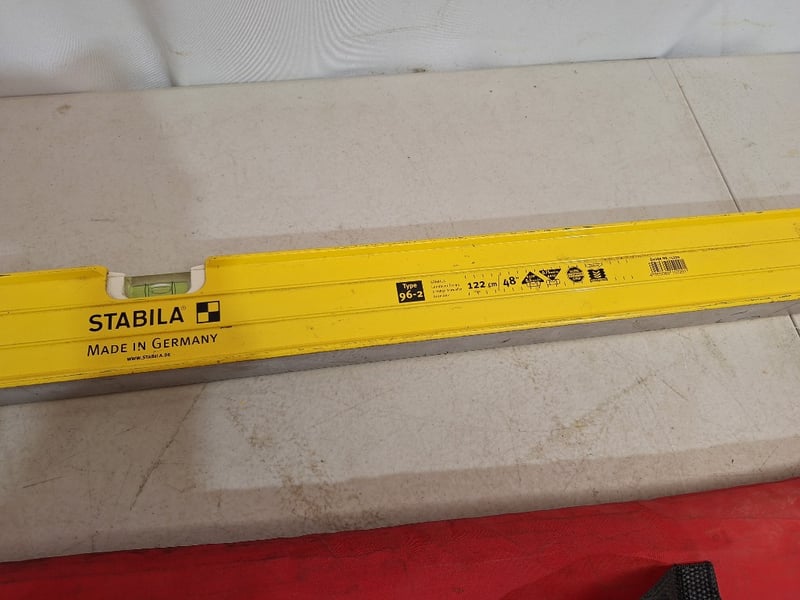 STABILA®
MADE IN GERMANY
WWW.STABILA.DE
Type
96-2
122 cm 48"